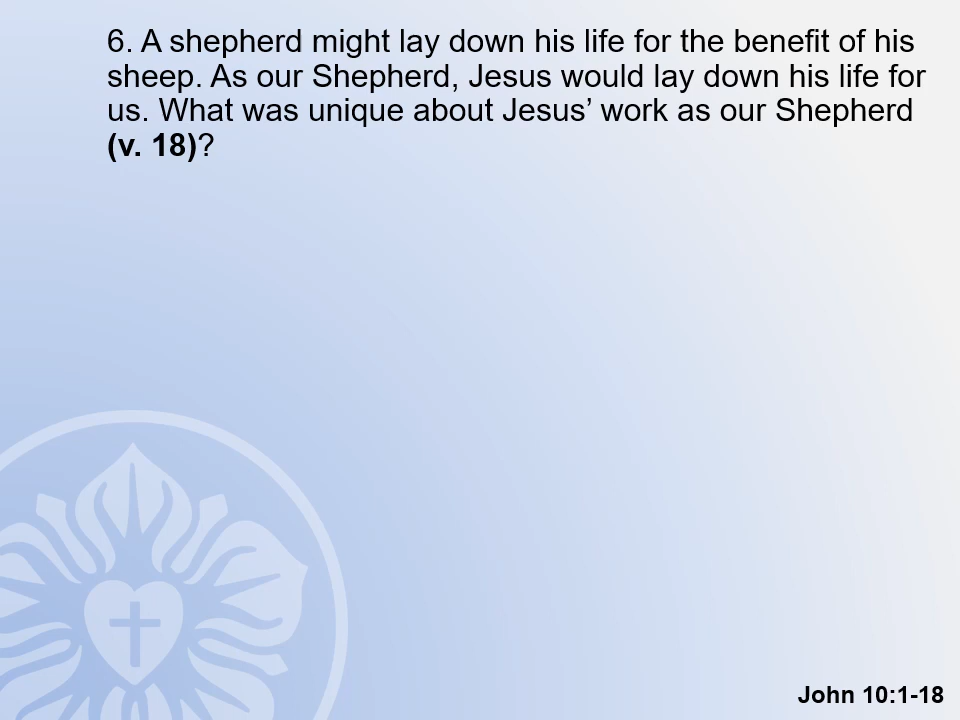 6. A shepherd might lay down his life for the benefit of his
sheep. As our Shepherd, Jesus would lay down his life for
us. What was unique about Jesus’ work as our Shepherd
(v. 18)?
John 10:1-18